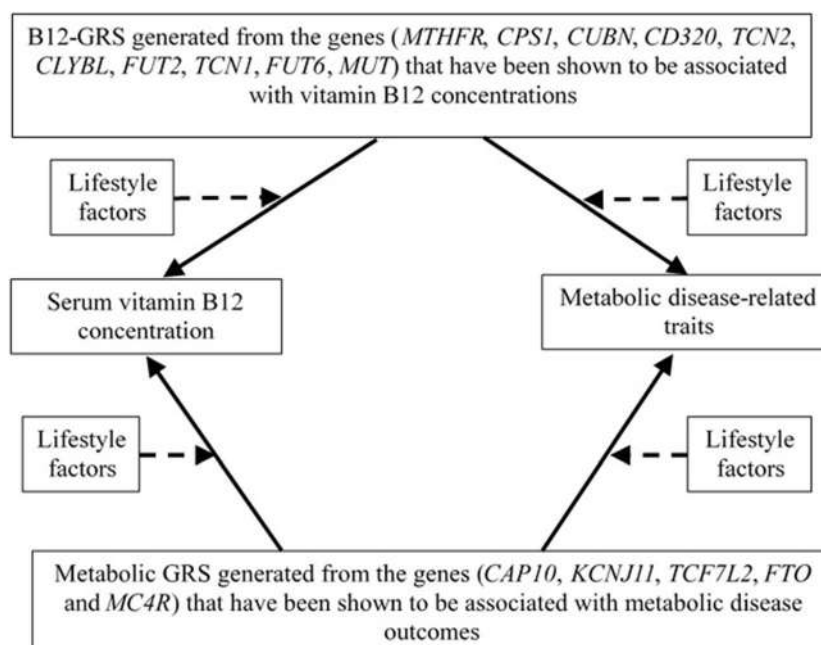 B12-GRS generated from the genes (MTHFR, CPS1, CUBN, CD320, TCN2,
CLYBL, FUT2, TCN1, FUT6, MUT) that have been shown to be associated
with vitamin B12 concentrations
Lifestyle
factors
Lifestyle
factors
Serum vitamin B12
concentration
Metabolic disease-related
traits
Lifestyle
factors
Lifestyle
factors
Metabolic GRS generated from the genes (CAP10, KCNJ11, TCF7L2, FTO
and MC4R) that have been shown to be associated with metabolic disease
outcomes